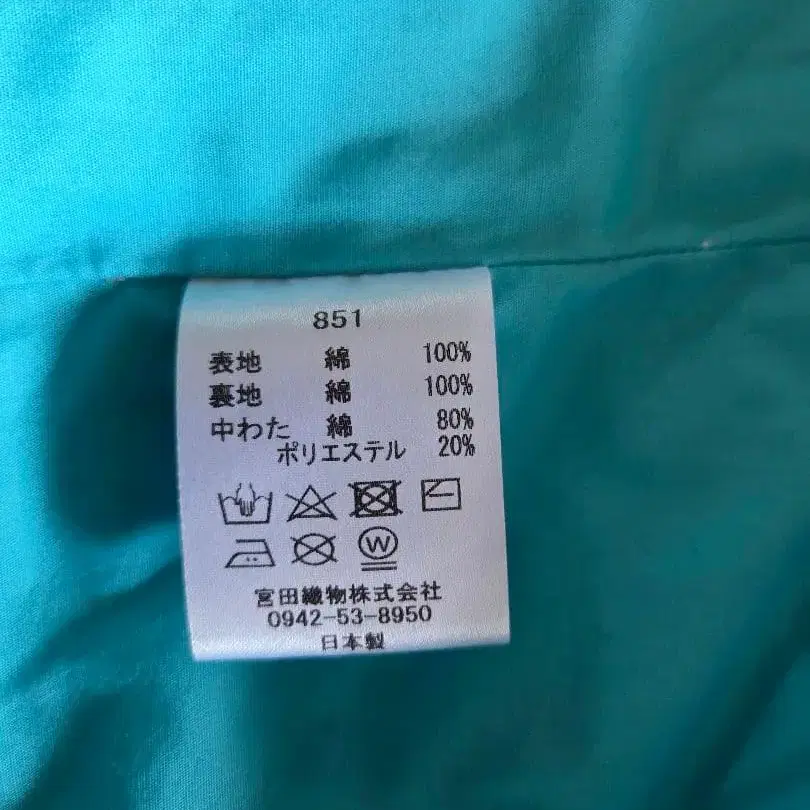 851
表地 綿 100%
裏地 綿 100%
中わた 綿 80%
ポリエステル 20%
W
宮田織物株式会社
0942-53-8950
日本製